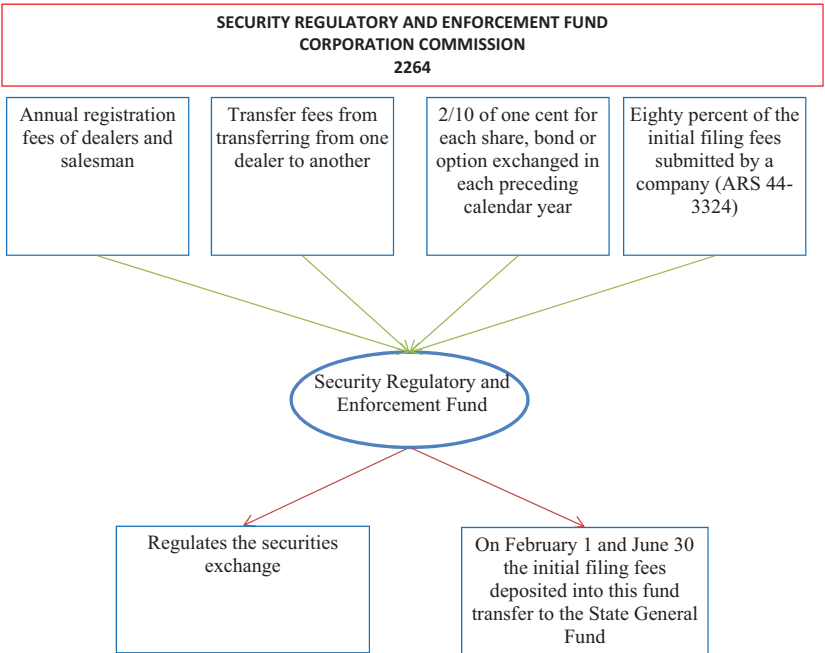 SECURITY REGULATORY AND ENFORCEMENT FUND
CORPORATION COMMISSION
2264
Annual registration
fees of dealers and
salesman
Transfer fees from
transferring from one
dealer to another
2/10 of one cent for
each share, bond or
option exchanged in
each preceding
calendar year
Eighty percent of the
initial filing fees
submitted by a
company (ARS 44-
3324)
Security Regulatory and
Enforcement Fund
Regulates the securities
exchange
On February 1 and June 30
the initial filing fees
deposited into this fund
transfer to the State General
Fund